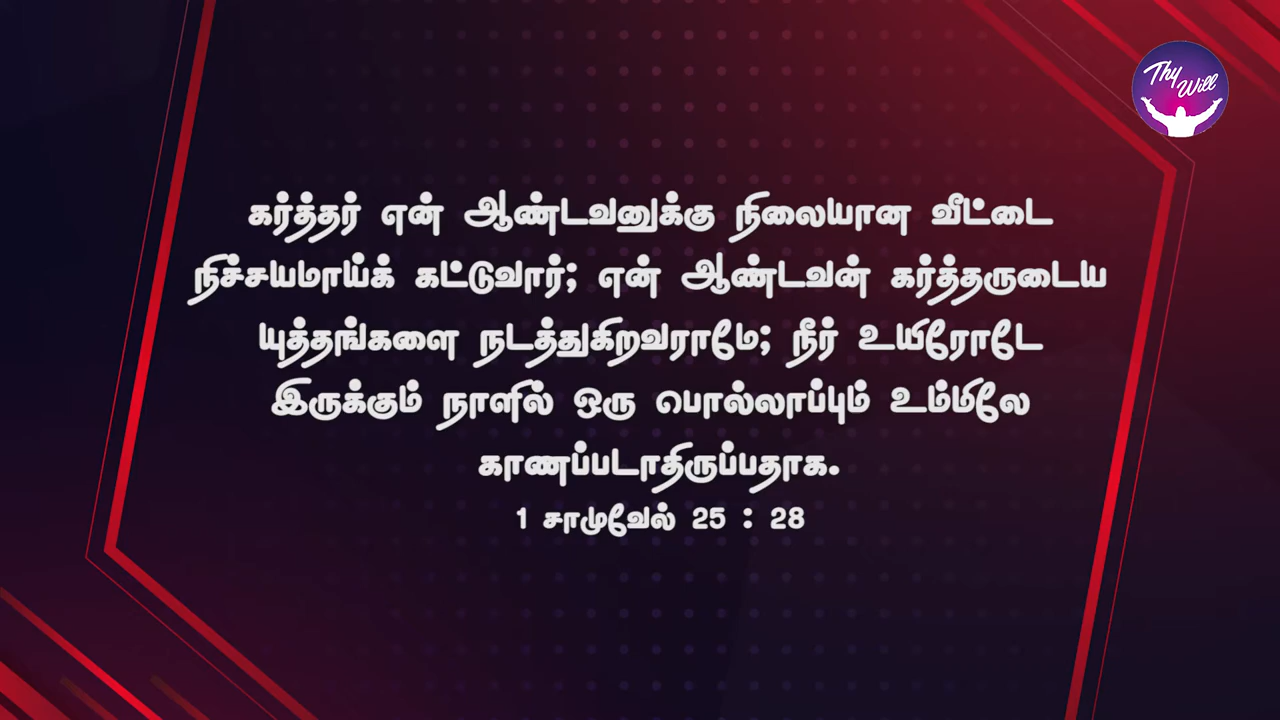 Thy
Will
கர்த்தர் என் ஆண்டவனுக்கு நிலையான வீட்டை
நிச்சயமாய்க் கட்டுவார்; என் ஆண்டவன் கர்த்தருடைய
யுத்தங்களை நடத்துகிறவராமே; நீர் உயிரோடே
இருக்கும் நாளில் ஒரு பொல்லாப்பும் உம்மிலே
காணப்படாதிருப்பதாக.
1 சாமுவேல் 25 : 28